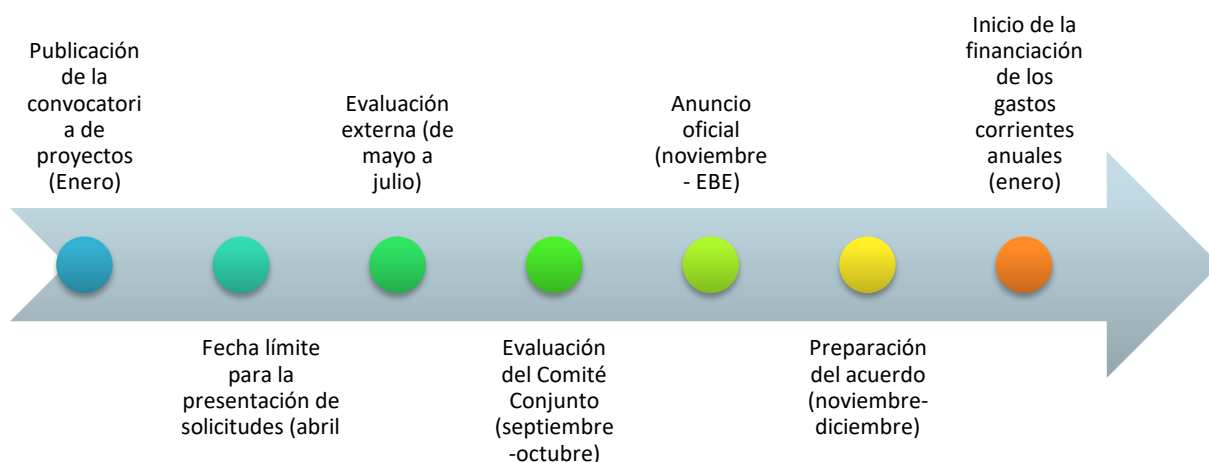 Publicación
de la
convocatori
a de
proyectos
(Enero)
Fecha límite
para la
presentación de
solicitudes (abril
Evaluación
externa (de
mayo a
julio)
Evaluación
del Comité
Conjunto
(septiembre
-octubre)
Anuncio
oficial
(noviembre
- EBE)
Preparación
del acuerdo
(noviembre-
diciembre)
Inicio de la
financiación
de los
gastos
corrientes
anuales
(enero)